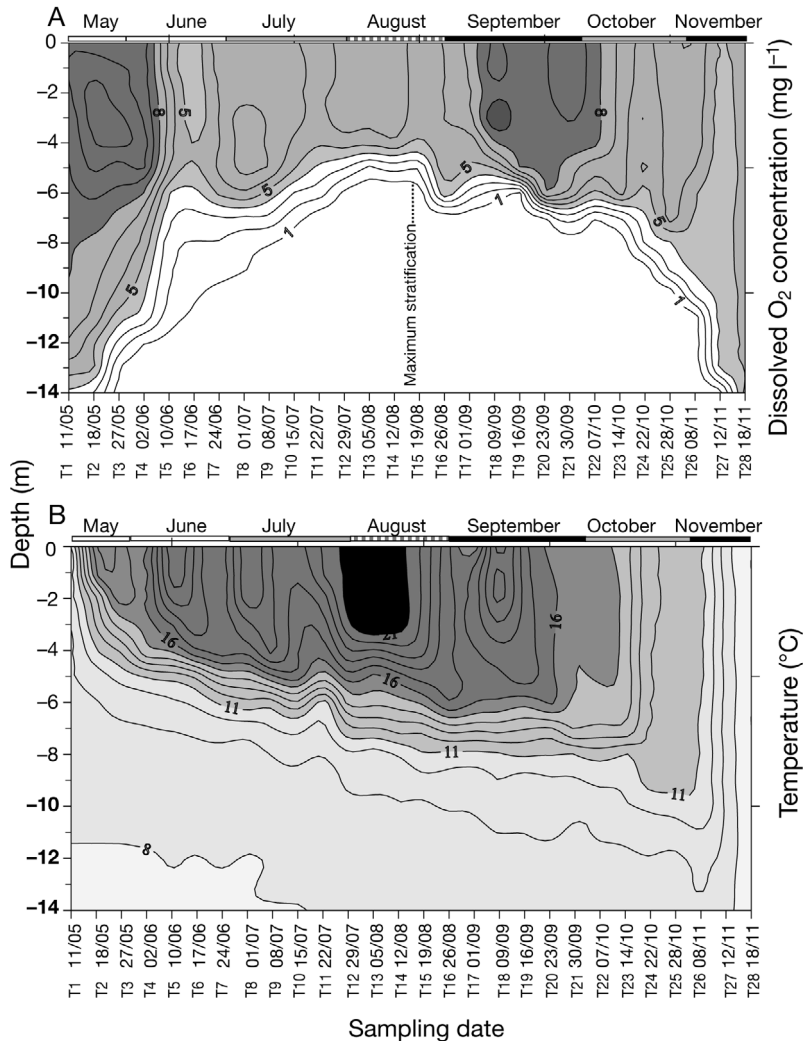 A
May June July August September October November
0
−2
−4
−6
−8
−10
−12
−14
8
5
8
5
5
5
5
1
1
1
Maximum stratification
Dissolved O2 concentration (mg l−1)
11/05 18/05 27/05 02/06 10/06 17/06 24/06 01/07 08/07 15/07 22/07 29/07 05/08 12/08 19/08 26/08 01/09 09/09 16/09 23/09 30/09 07/10 14/10 22/10 28/10 08/11 12/11 18/11
T1 T2 T3 T4 T5 T6 T7 T8 T9 T10 T11 T12 T13 T14 T15 T16 T17 T18 T19 T20 T21 T22 T23 T24 T25 T26 T27 T28
Depth (m)
B
May June July August September October November
0
−2
−4
−6
−8
−10
−12
−14
16
21
16
16
11
11
11
8
Temperature (°C)
11/05 18/05 27/05 02/06 10/06 17/06 24/06 01/07 08/07 15/07 22/07 29/07 05/08 12/08 19/08 26/08 01/09 09/09 16/09 23/09 30/09 07/10 14/10 22/10 28/10 08/11 12/11 18/11
T1 T2 T3 T4 T5 T6 T7 T8 T9 T10 T11 T12 T13 T14 T15 T16 T17 T18 T19 T20 T21 T22 T23 T24 T25 T26 T27 T28
Sampling date